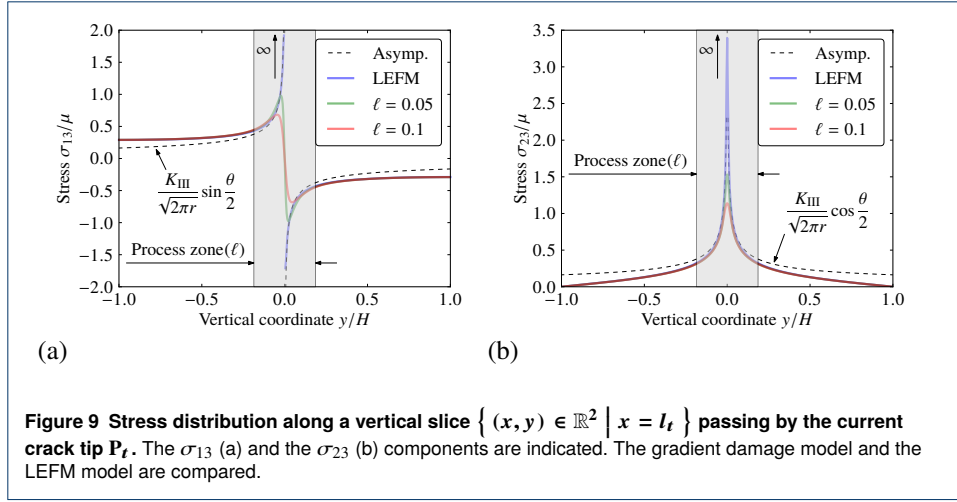 2.0
1.5
1.0
0.5
0.0
−0.5
−1.0
−1.5
−2.0
Stress σ13/μ
∞
Asymp.
LEFM
ℓ = 0.05
ℓ = 0.1
K_III/√(2πr) sin θ/2
Process zone(ℓ)
−1.0 −0.5 0.0 0.5 1.0
Vertical coordinate y/H
(a)
3.5
3.0
2.5
2.0
1.5
1.0
0.5
0.0
Stress σ23/μ
∞
Asymp.
LEFM
ℓ = 0.05
ℓ = 0.1
Process zone(ℓ)
K_III/√(2πr) cos θ/2
−1.0 −0.5 0.0 0.5 1.0
Vertical coordinate y/H
(b)
Figure 9 Stress distribution along a vertical slice { (x, y) ∈ ℝ² | x = l_t } passing by the current
crack tip P_t. The σ13 (a) and the σ23 (b) components are indicated. The gradient damage model and the
LEFM model are compared.